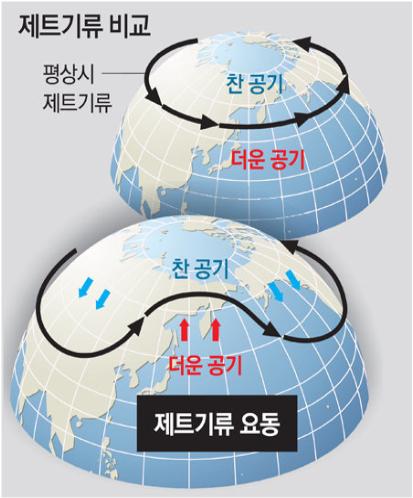 제트기류 비교
평상시
제트기류
찬 공기
더운 공기
찬 공기
더운 공기
제트기류 요동